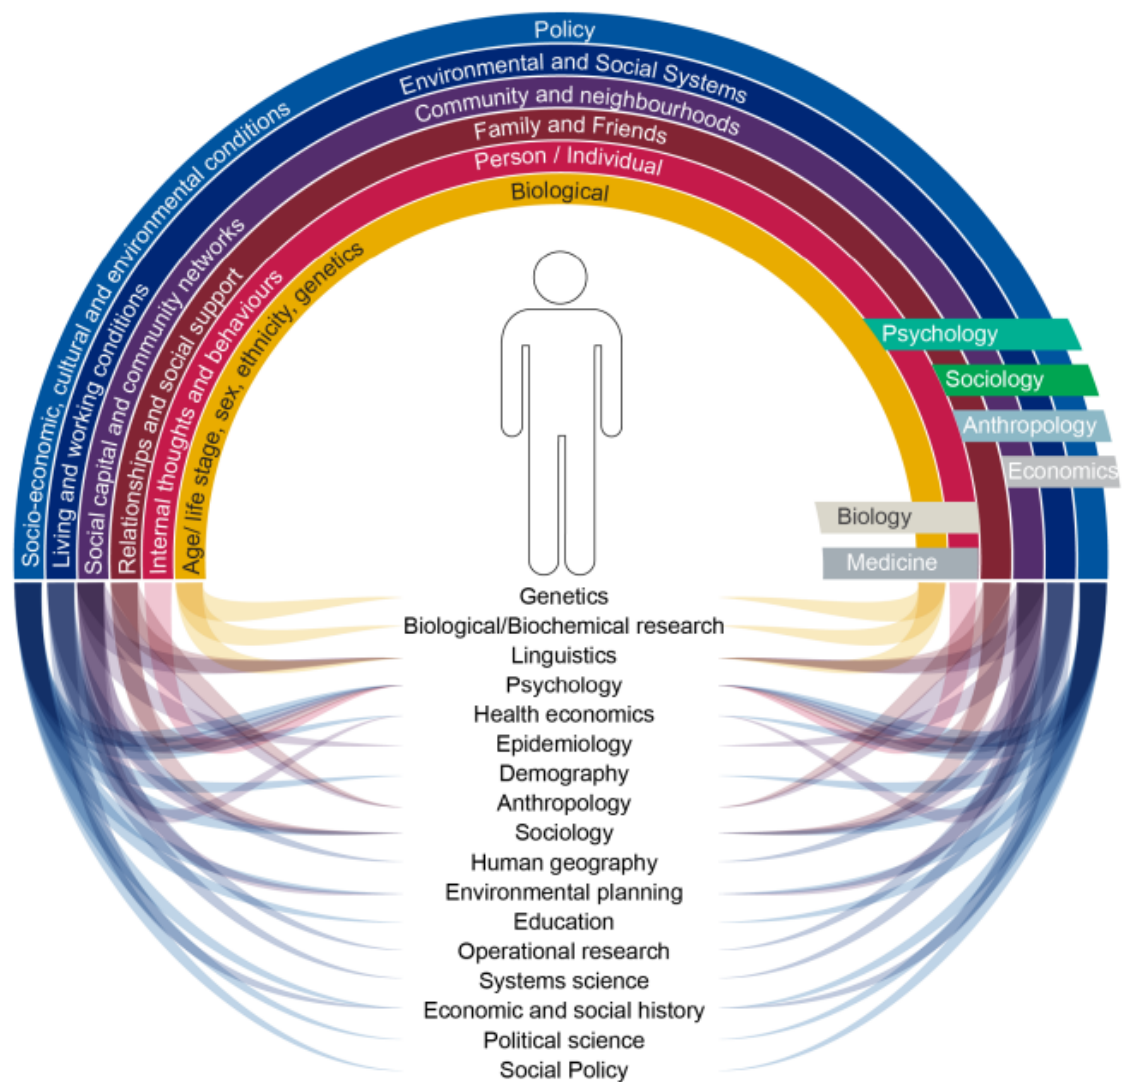 Policy
Environmental and Social Systems
Community and neighbourhoods
Family and Friends
Person / Individual
Biological
Socio-economic, cultural and environmental conditions
Living and working conditions
Social capital and community networks
Relationships and social support
Internal thoughts and behaviours
Age/ life stage, sex, ethnicity, genetics
Psychology
Sociology
Anthropology
Economics
Biology
Medicine
Genetics
Biological/Biochemical research
Linguistics
Psychology
Health economics
Epidemiology
Demography
Anthropology
Sociology
Human geography
Environmental planning
Education
Operational research
Systems science
Economic and social history
Political science
Social Policy